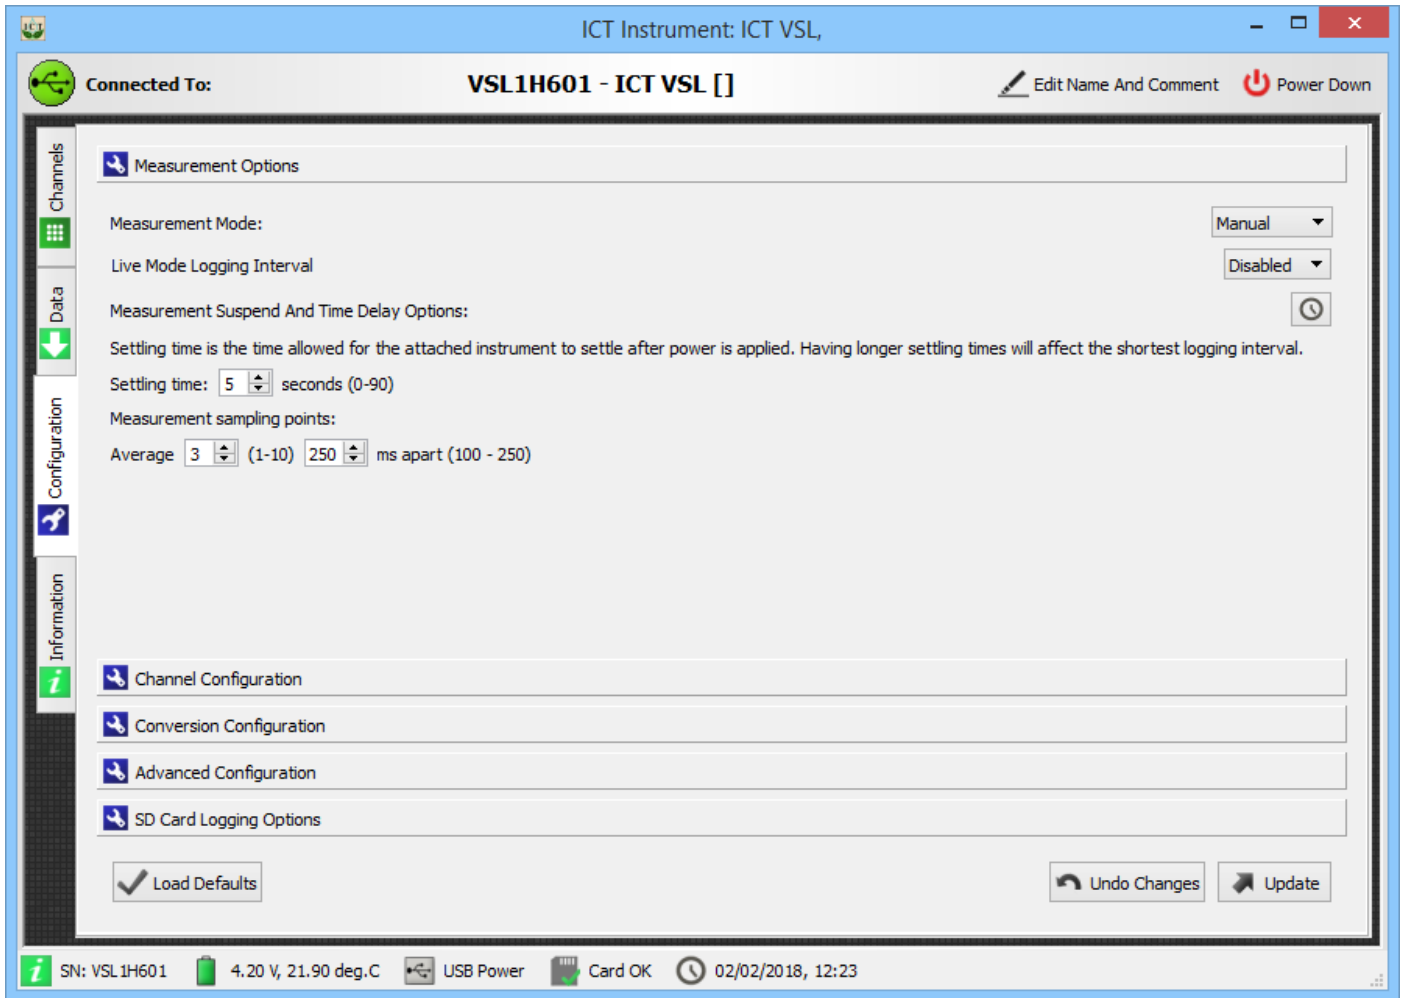 ICT
ICT Instrument: ICT VSL,
Connected To:
VSL1H601 - ICT VSL []
Edit Name And Comment
Power Down
Channels
Data
Configuration
Information
Measurement Options
Measurement Mode:
Manual
Live Mode Logging Interval
Disabled
Measurement Suspend And Time Delay Options:
Settling time is the time allowed for the attached instrument to settle after power is applied. Having longer settling times will affect the shortest logging interval.
Settling time: 5 seconds (0-90)
Measurement sampling points:
Average 3 (1-10) 250 ms apart (100 - 250)
Channel Configuration
Conversion Configuration
Advanced Configuration
SD Card Logging Options
Load Defaults
Undo Changes
Update
SN: VSL1H601
4.20 V, 21.90 deg.C
USB Power
Card OK
02/02/2018, 12:23